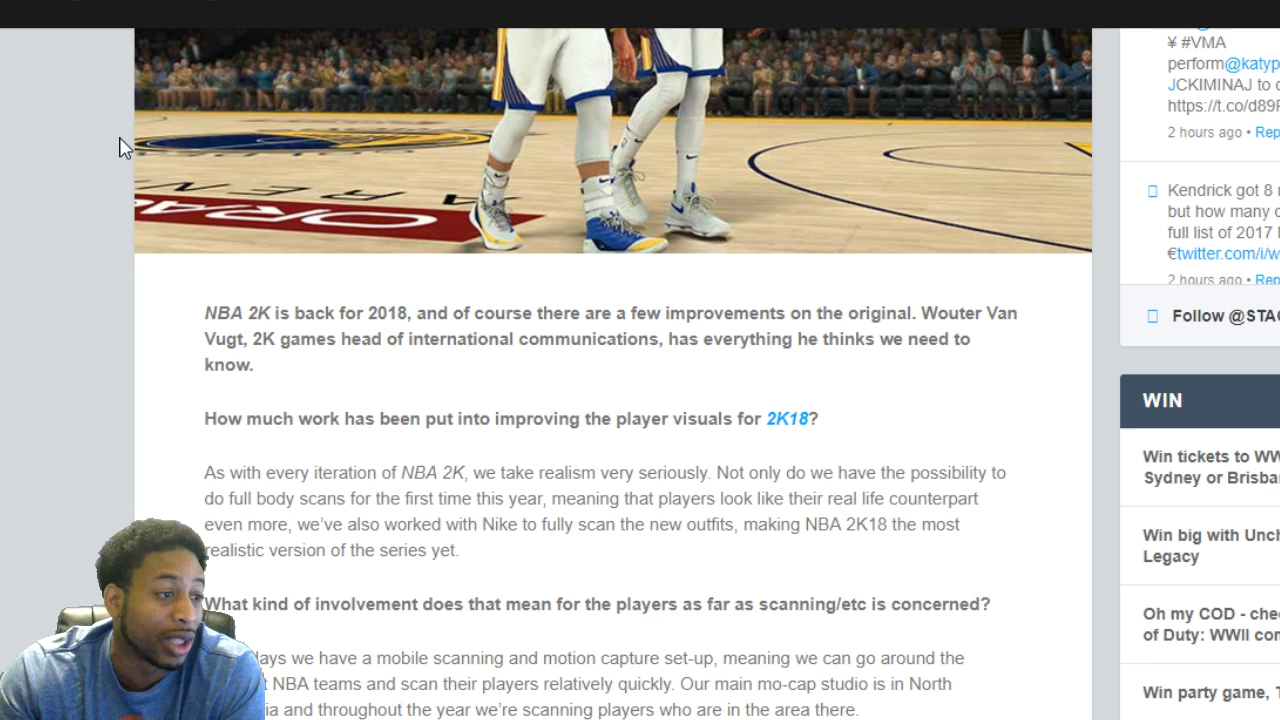 ¥ #VMA
perform@katyp
JCKIMINAJ to
https://t.co/d89
2 hours ago • Rep
Kendrick got 8
but how many
full list of 2017
€twitter.com/i/w
2 hours ago • Rep
Follow @STA
NBA 2K is back for 2018, and of course there are a few improvements on the original. Wouter Van
Vugt, 2K games head of international communications, has everything he thinks we need to
know.
How much work has been put into improving the player visuals for 2K18?
As with every iteration of NBA 2K, we take realism very seriously. Not only do we have the possibility to
do full body scans for the first time this year, meaning that players look like their real life counterpart
even more, we've also worked with Nike to fully scan the new outfits, making NBA 2K18 the most
realistic version of the series yet.
What kind of involvement does that mean for the players as far as scanning/etc is concerned?
days we have a mobile scanning and motion capture set-up, meaning we can go around the
NBA teams and scan their players relatively quickly. Our main mo-cap studio is in North
ia and throughout the year we're scanning players who are in the area there.
WIN
Win tickets to WW
Sydney or Brisba
Win big with Unch
Legacy
Oh my COD - che
of Duty: WWII co
Win party game,